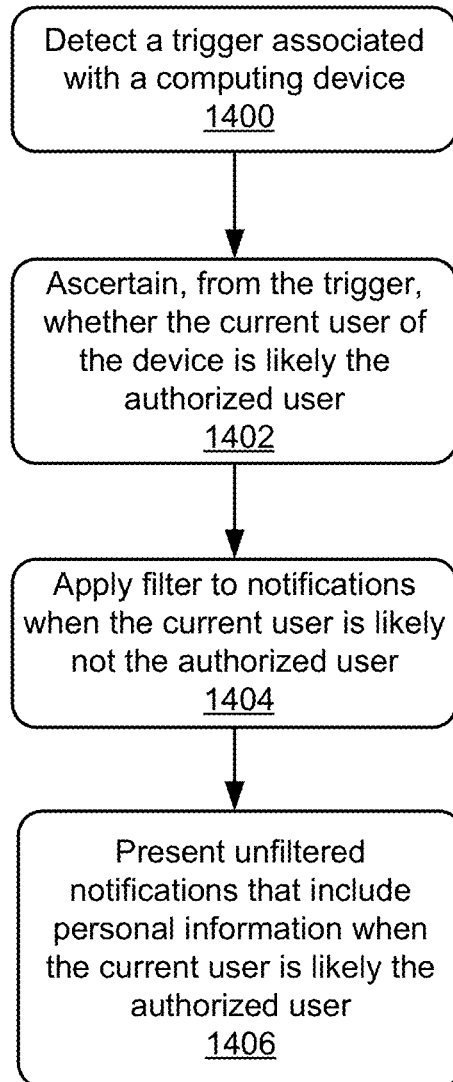 Detect a trigger associated
with a computing device
1400
Ascertain, from the trigger,
whether the current user of
the device is likely the
authorized user
1402
Apply filter to notifications
when the current user is likely
not the authorized user
1404
Present unfiltered
notifications that include
personal information when
the current user is likely the
authorized user
1406